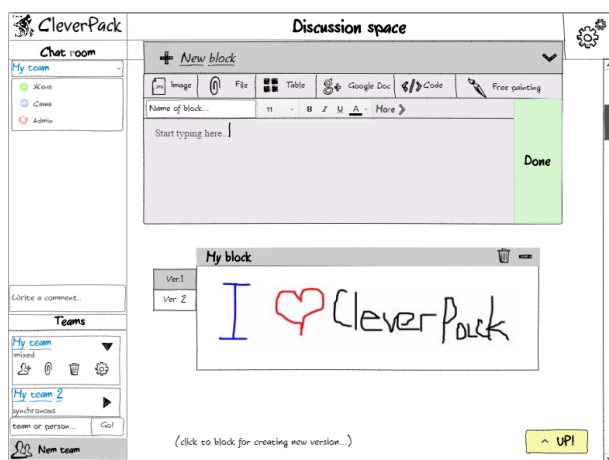 CleverPack
Discussion space
Chat room
My team
Женя
Саша
Admin
Write a comment...
Teams
My team
mixed
My team 2
synchronous
team or person...
Go!
New team
New block
Image
File
Table
Google Doc
Code
Free painting
Name of block...
11 - B I U A - More
Start typing here...
Done
My block
Ver.1
Ver. 2
I CleverPack
(click to block for creating new version...)
UP!